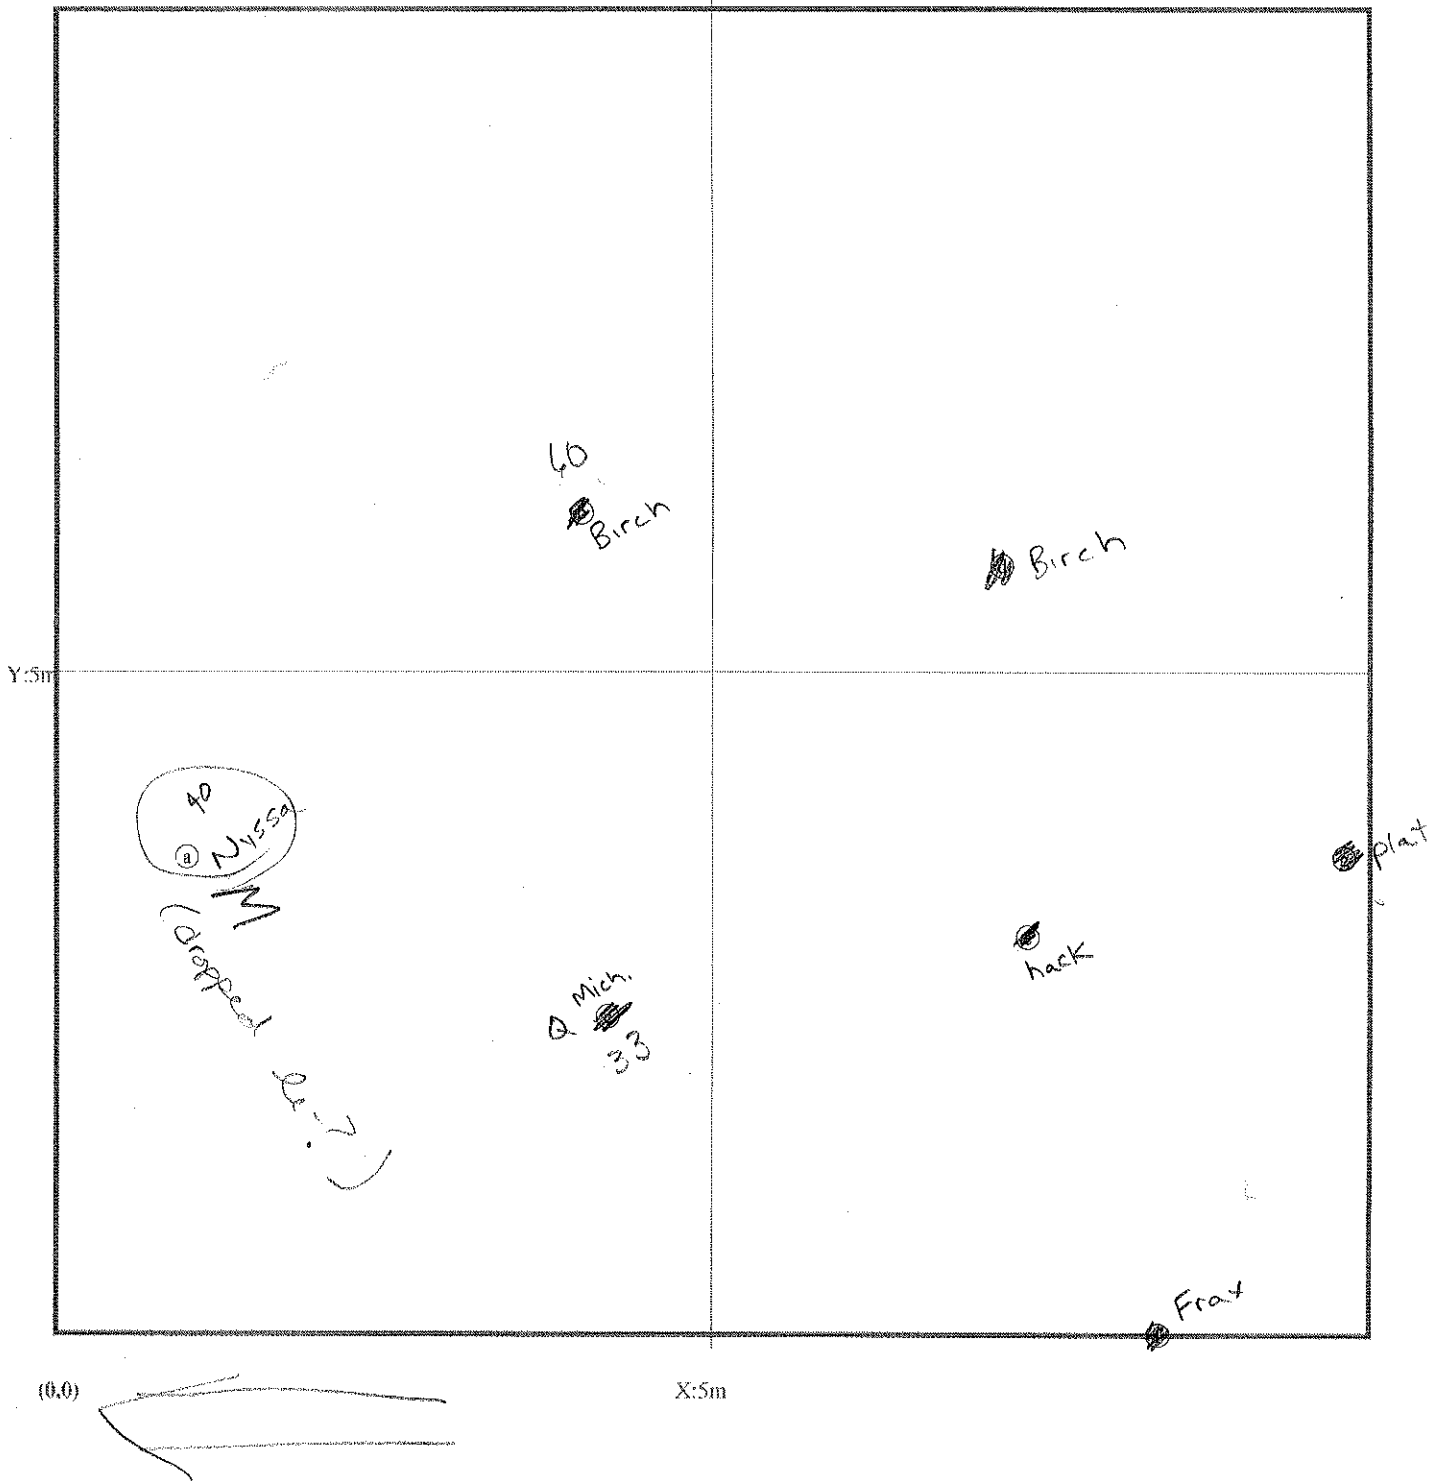 60
Birch
Birch
Y:5m
40
a Nyssa
M
(dropped
plat
hack
Q Mich.
33
Frax
(0,0)
X:5m